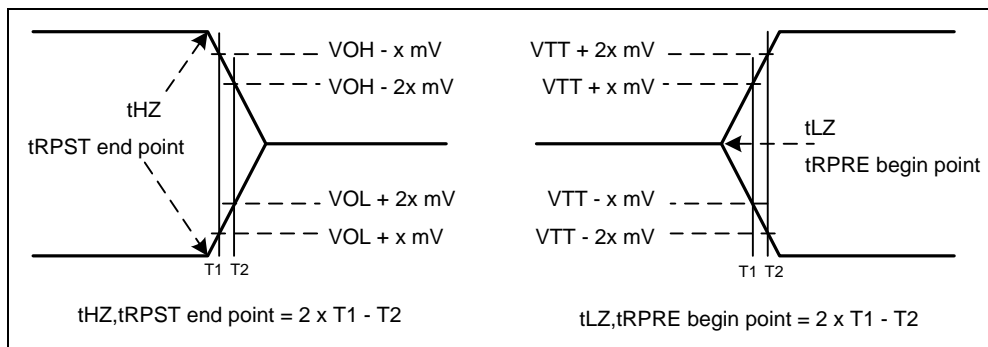 VOH - x mV
VOH - 2x mV
tHZ
tRPST end point
VOL + 2x mV
VOL + x mV
T1 T2
tHZ,tRPST end point = 2 x T1 - T2
VTT + 2x mV
VTT + x mV
tLZ
tRPRE begin point
VTT - x mV
VTT - 2x mV
T1 T2
tLZ,tRPRE begin point = 2 x T1 - T2